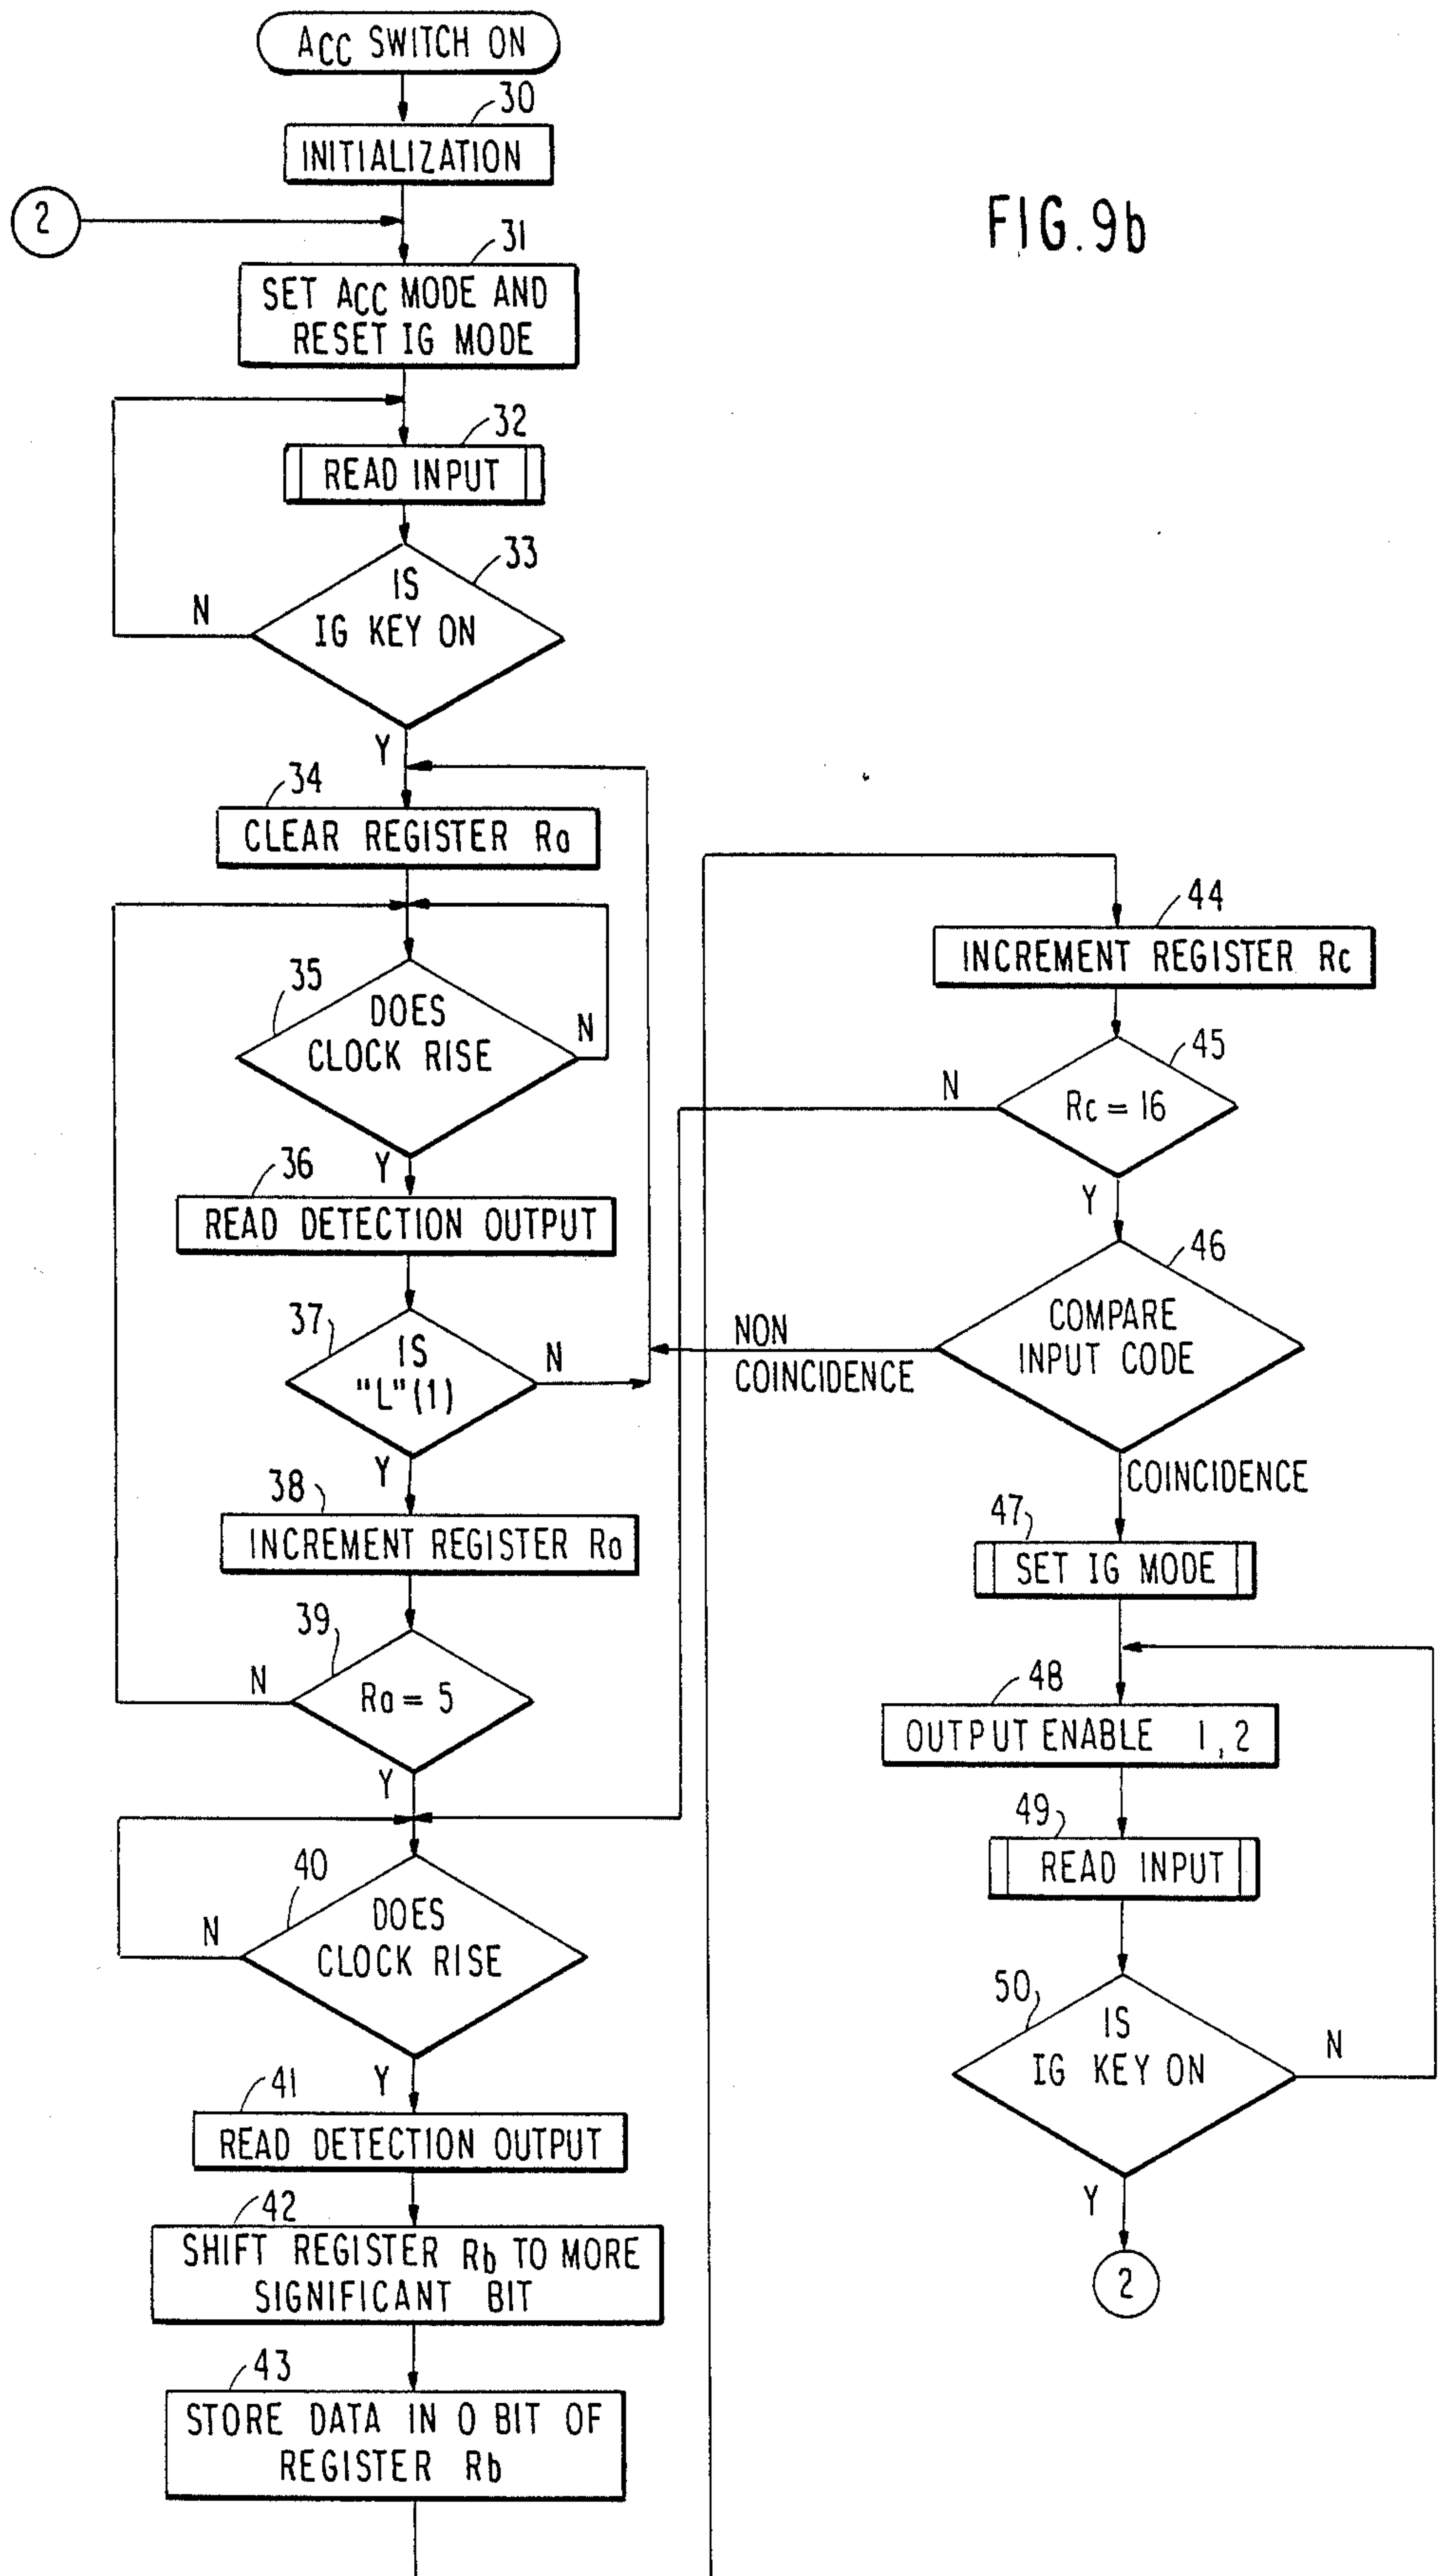 ACC SWITCH ON
30
INITIALIZATION
2
FIG. 9b
31
SET ACC MODE AND
RESET IG MODE
32
READ INPUT
33
IS
IG KEY ON
N
Y
34
CLEAR REGISTER Ra
35
DOES
CLOCK RISE
N
Y
36
READ DETECTION OUTPUT
37
IS
"L"(1)
N
Y
38
INCREMENT REGISTER Ra
39
Ra = 5
N
Y
40
DOES
CLOCK RISE
N
Y
41
READ DETECTION OUTPUT
42
SHIFT REGISTER Rb TO MORE
SIGNIFICANT BIT
43
STORE DATA IN 0 BIT OF
REGISTER Rb
44
INCREMENT REGISTER Rc
45
Rc = 16
N
Y
46
COMPARE
INPUT CODE
NON
COINCIDENCE
COINCIDENCE
47
SET IG MODE
48
OUTPUT ENABLE 1, 2
49
READ INPUT
50
IS
IG KEY ON
N
Y
2